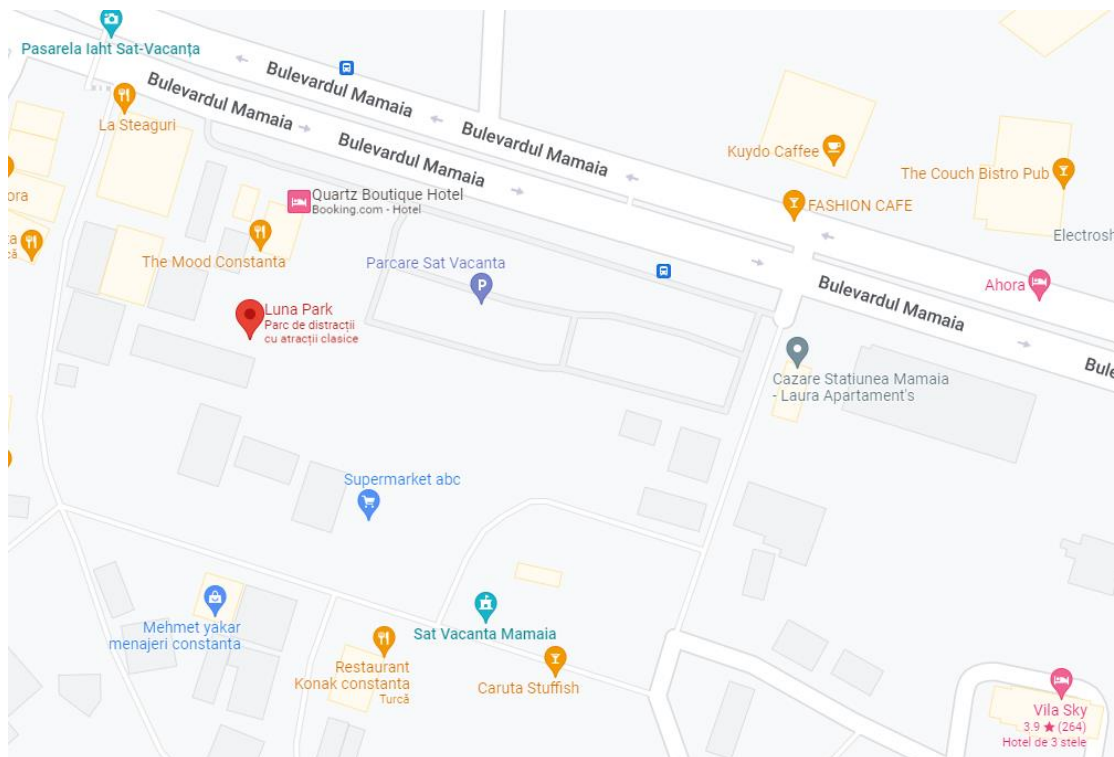 Pasarela Iaht Sat-Vacanța
Bulevardul Mamaia
Bulevardul Mamaia
La Steaguri
Bulevardul Mamaia
Bulevardul Mamaia
Kuydo Caffee
The Couch Bistro Pub
ora
Quartz Boutique Hotel
Booking.com - Hotel
FASHION CAFE
Electrosh
ta
că
The Mood Constanta
Parcare Sat Vacanta
P
Ahora
Bulevardul Mamaia
Luna Park
Parc de distracții
cu atracții clasice
Bule
Cazare Statiunea Mamaia
- Laura Apartament's
Supermarket abc
Mehmet yakar
menajeri constanta
Sat Vacanta Mamaia
Restaurant
Konak constanta
Turcă
Caruta Stuffish
Vila Sky
3.9 ★ (264)
Hotel de 3 stele